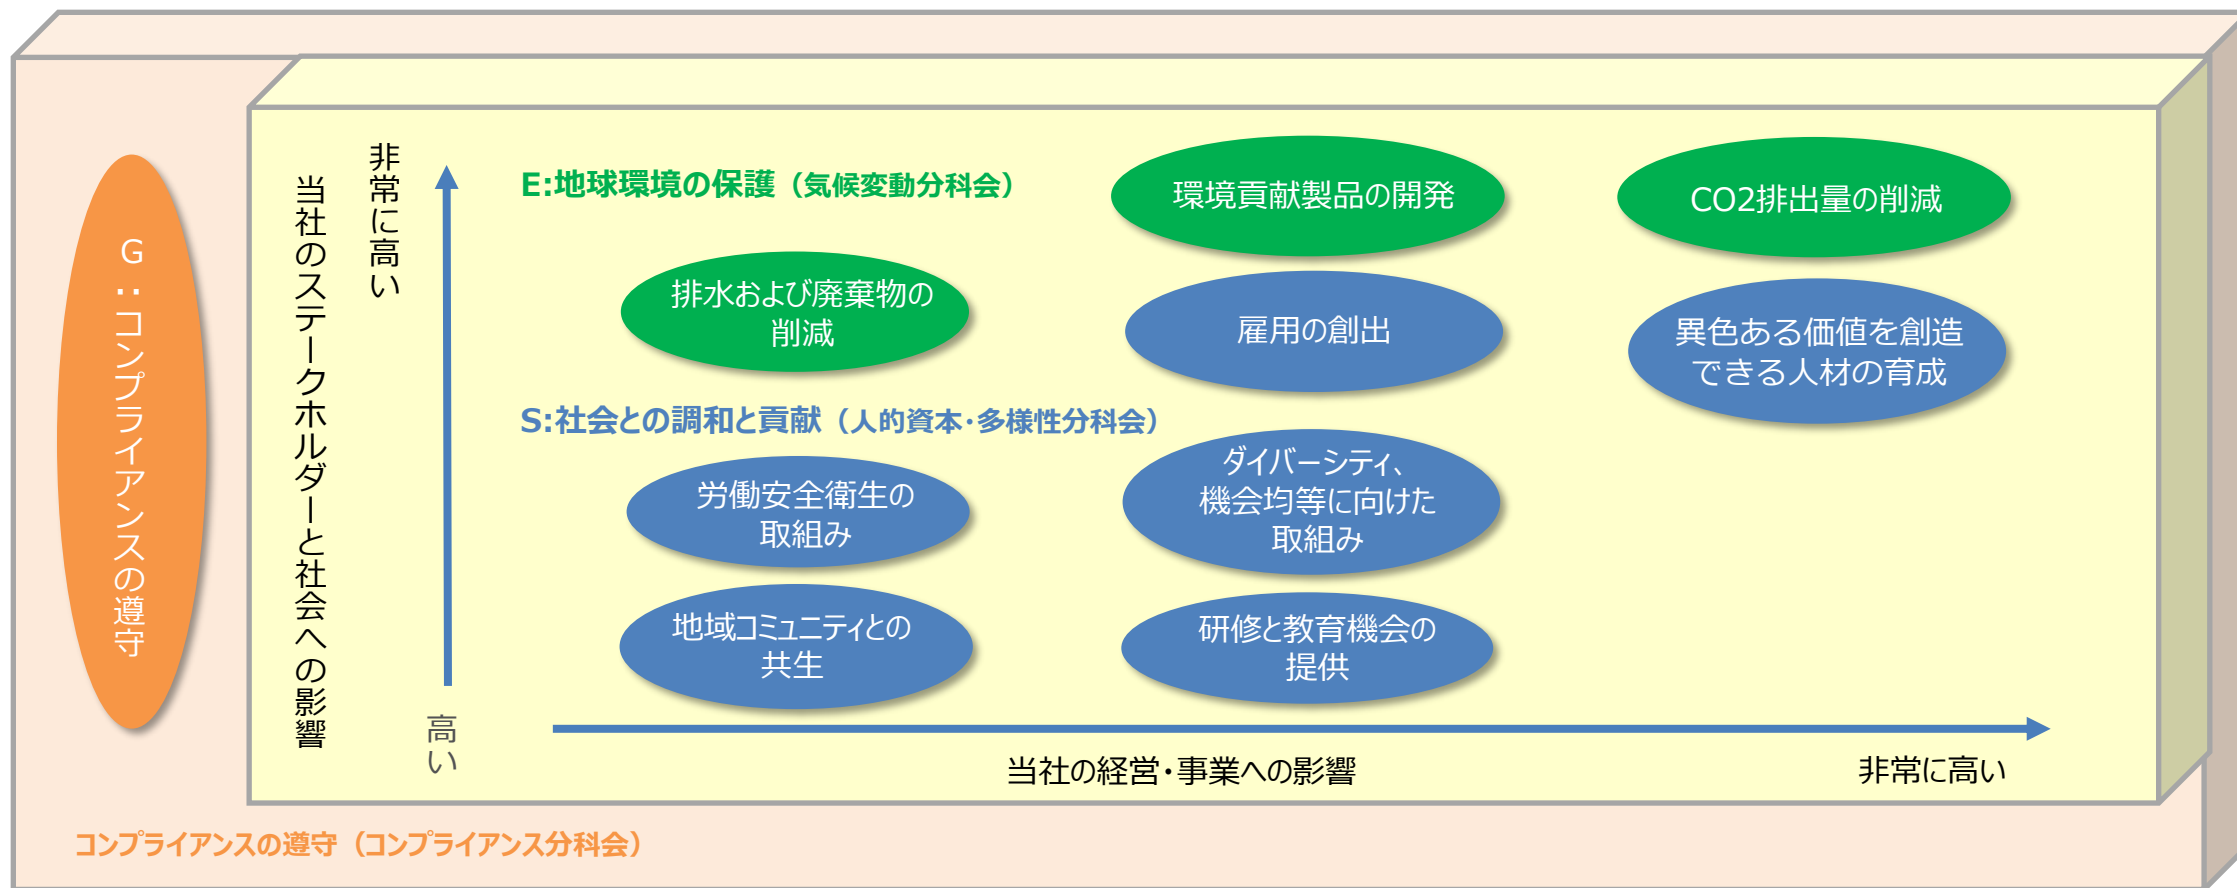 G：コンプライアンスの遵守
当社のステークホルダーと社会への影響
非常に高い
高い
E:地球環境の保護（気候変動分科会）
環境貢献製品の開発
CO2排出量の削減
排水および廃棄物の
削減
雇用の創出
異色ある価値を創造
できる人材の育成
S:社会との調和と貢献（人的資本・多様性分科会）
労働安全衛生の
取組み
ダイバーシティ、
機会均等に向けた
取組み
地域コミュニティとの
共生
研修と教育機会の
提供
当社の経営・事業への影響
非常に高い
コンプライアンスの遵守（コンプライアンス分科会）